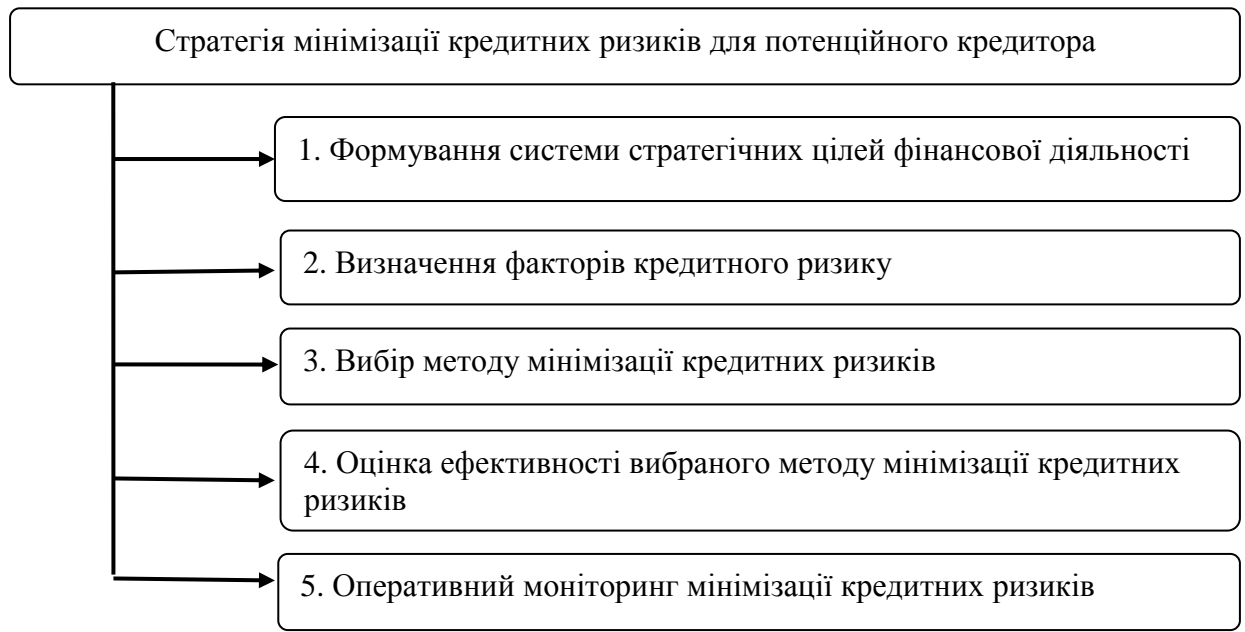 Стратегія мінімізації кредитних ризиків для потенційного кредитора
1. Формування системи стратегічних цілей фінансової діяльності
2. Визначення факторів кредитного ризику
3. Вибір методу мінімізації кредитних ризиків
4. Оцінка ефективності вибраного методу мінімізації кредитних
ризиків
5. Оперативний моніторинг мінімізації кредитних ризиків